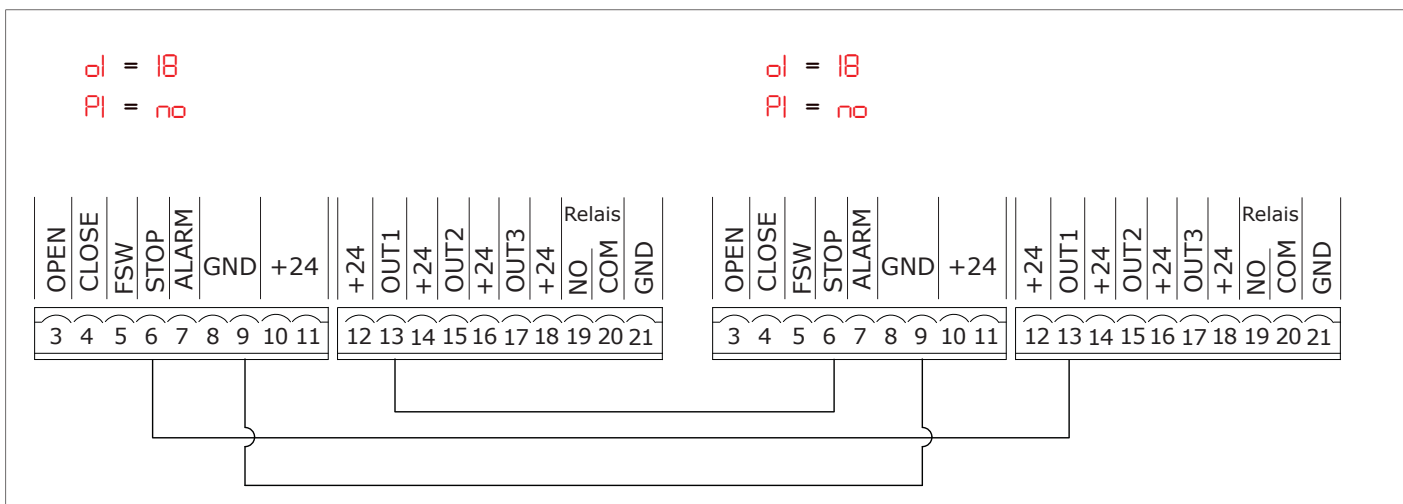 o1 = 18
P1 = no
o1 = 18
P1 = no
OPEN CLOSE FSW STOP ALARM GND +24
+24 OUT1 +24 OUT2 +24 OUT3 +24 Relais NO COM GND
3 4 5 6 7 8 9 10 11
12 13 14 15 16 17 18 19 20 21
OPEN CLOSE FSW STOP ALARM GND +24
+24 OUT1 +24 OUT2 +24 OUT3 +24 Relais NO COM GND
3 4 5 6 7 8 9 10 11
12 13 14 15 16 17 18 19 20 21